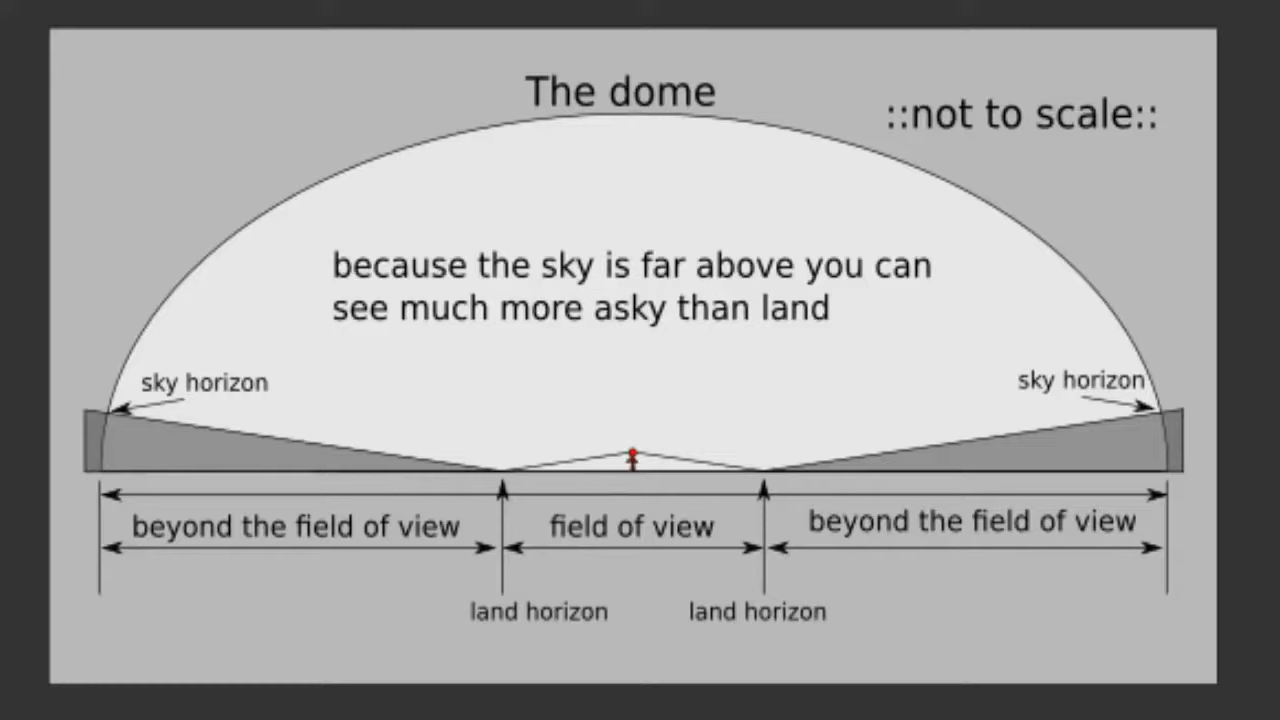 The dome
::not to scale::
because the sky is far above you can
see much more asky than land
sky horizon
sky horizon
beyond the field of view
field of view
beyond the field of view
land horizon
land horizon